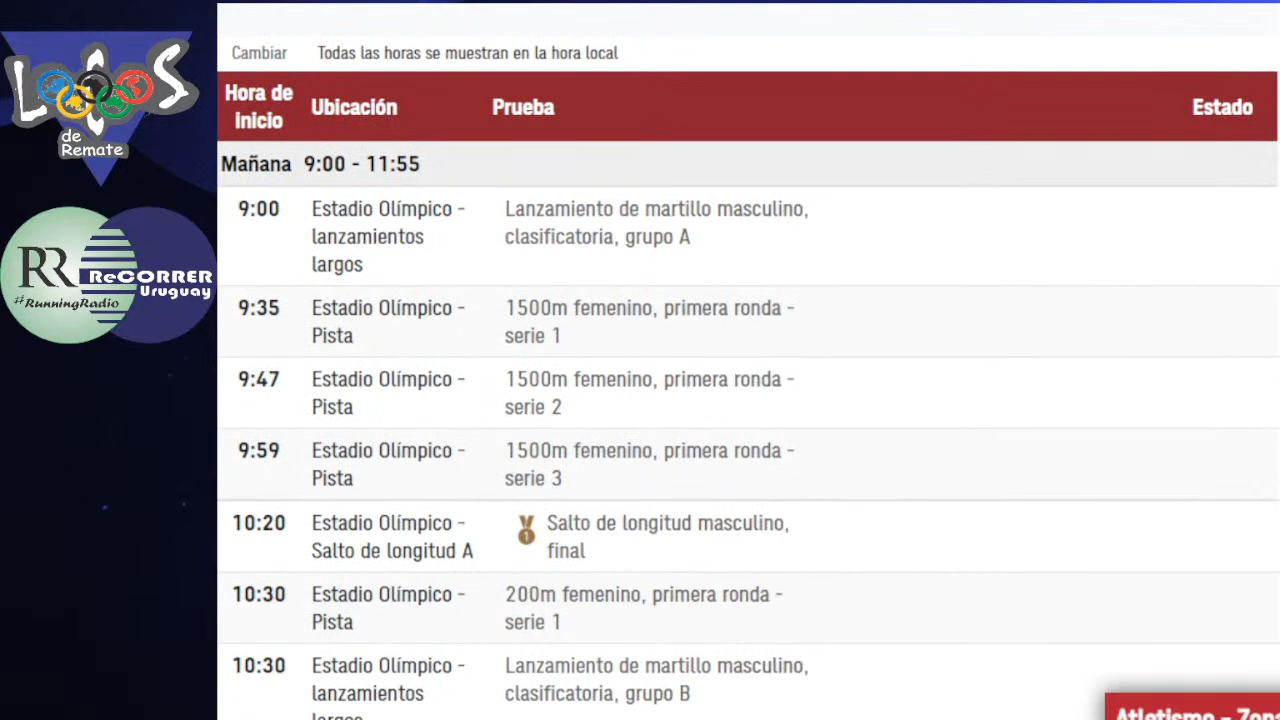 LOCOS
de
Remate
RR
#RunningRadio
ReCORRER
Uruguay
Cambiar Todas las horas se muestran en la hora local
Hora de inicio Ubicación Prueba Estado
Mañana 9:00 - 11:55
9:00 Estadio Olímpico - Lanzamiento de martillo masculino,
lanzamientos clasificatoria, grupo A
largos
9:35 Estadio Olímpico - 1500m femenino, primera ronda -
Pista serie 1
9:47 Estadio Olímpico - 1500m femenino, primera ronda -
Pista serie 2
9:59 Estadio Olímpico - 1500m femenino, primera ronda -
Pista serie 3
10:20 Estadio Olímpico - 1 Salto de longitud masculino,
Salto de longitud A final
10:30 Estadio Olímpico - 200m femenino, primera ronda -
Pista serie 1
10:30 Estadio Olímpico - Lanzamiento de martillo masculino,
lanzamientos clasificatoria, grupo B
largos
Atletismo - Zona